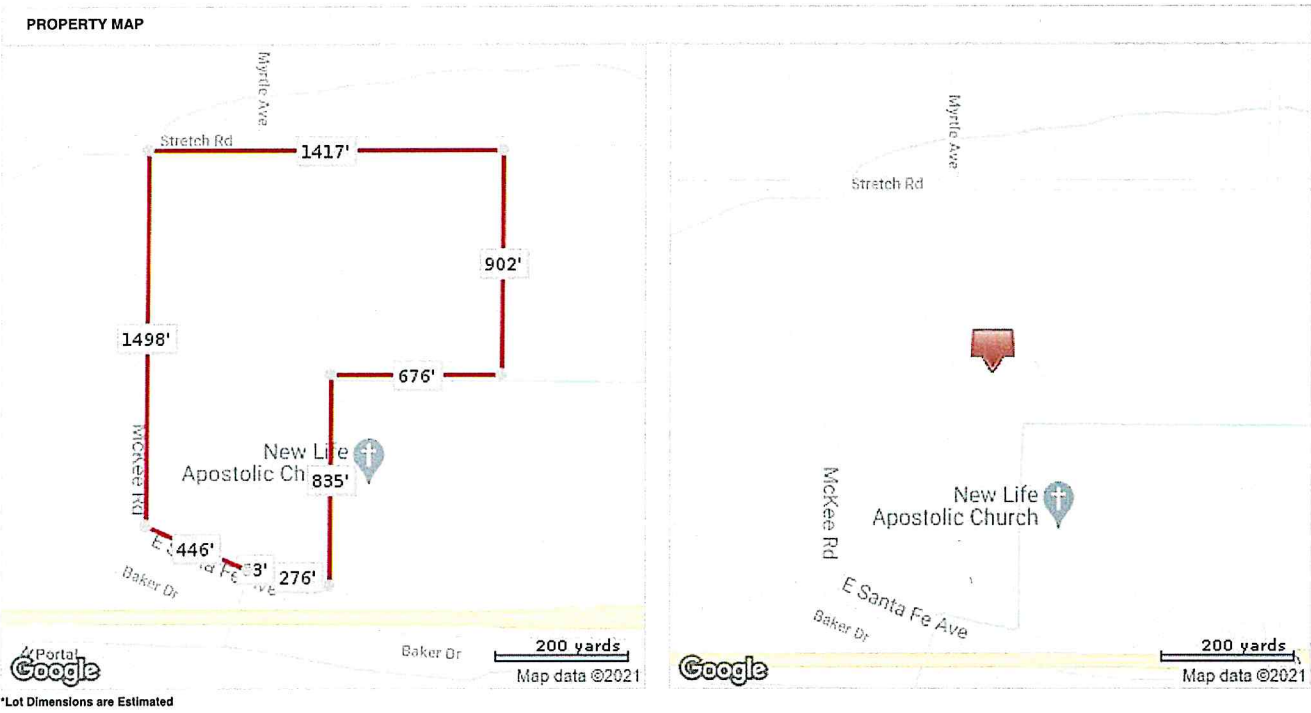 PROPERTY MAP
Myrtle Ave
Stretch Rd
1417'
902'
1498'
676'
McKee Rd
New Life
Apostolic Ch
835'
446'
3'
276'
Baker Dr
Baker Dr
200 yards
Portal
Google
Map data ©2021
Myrtle Ave
Stretch Rd
McKee Rd
New Life
Apostolic Church
E Santa Fe Ave
Baker Dr
200 yards
Google
Map data ©2021
*Lot Dimensions are Estimated